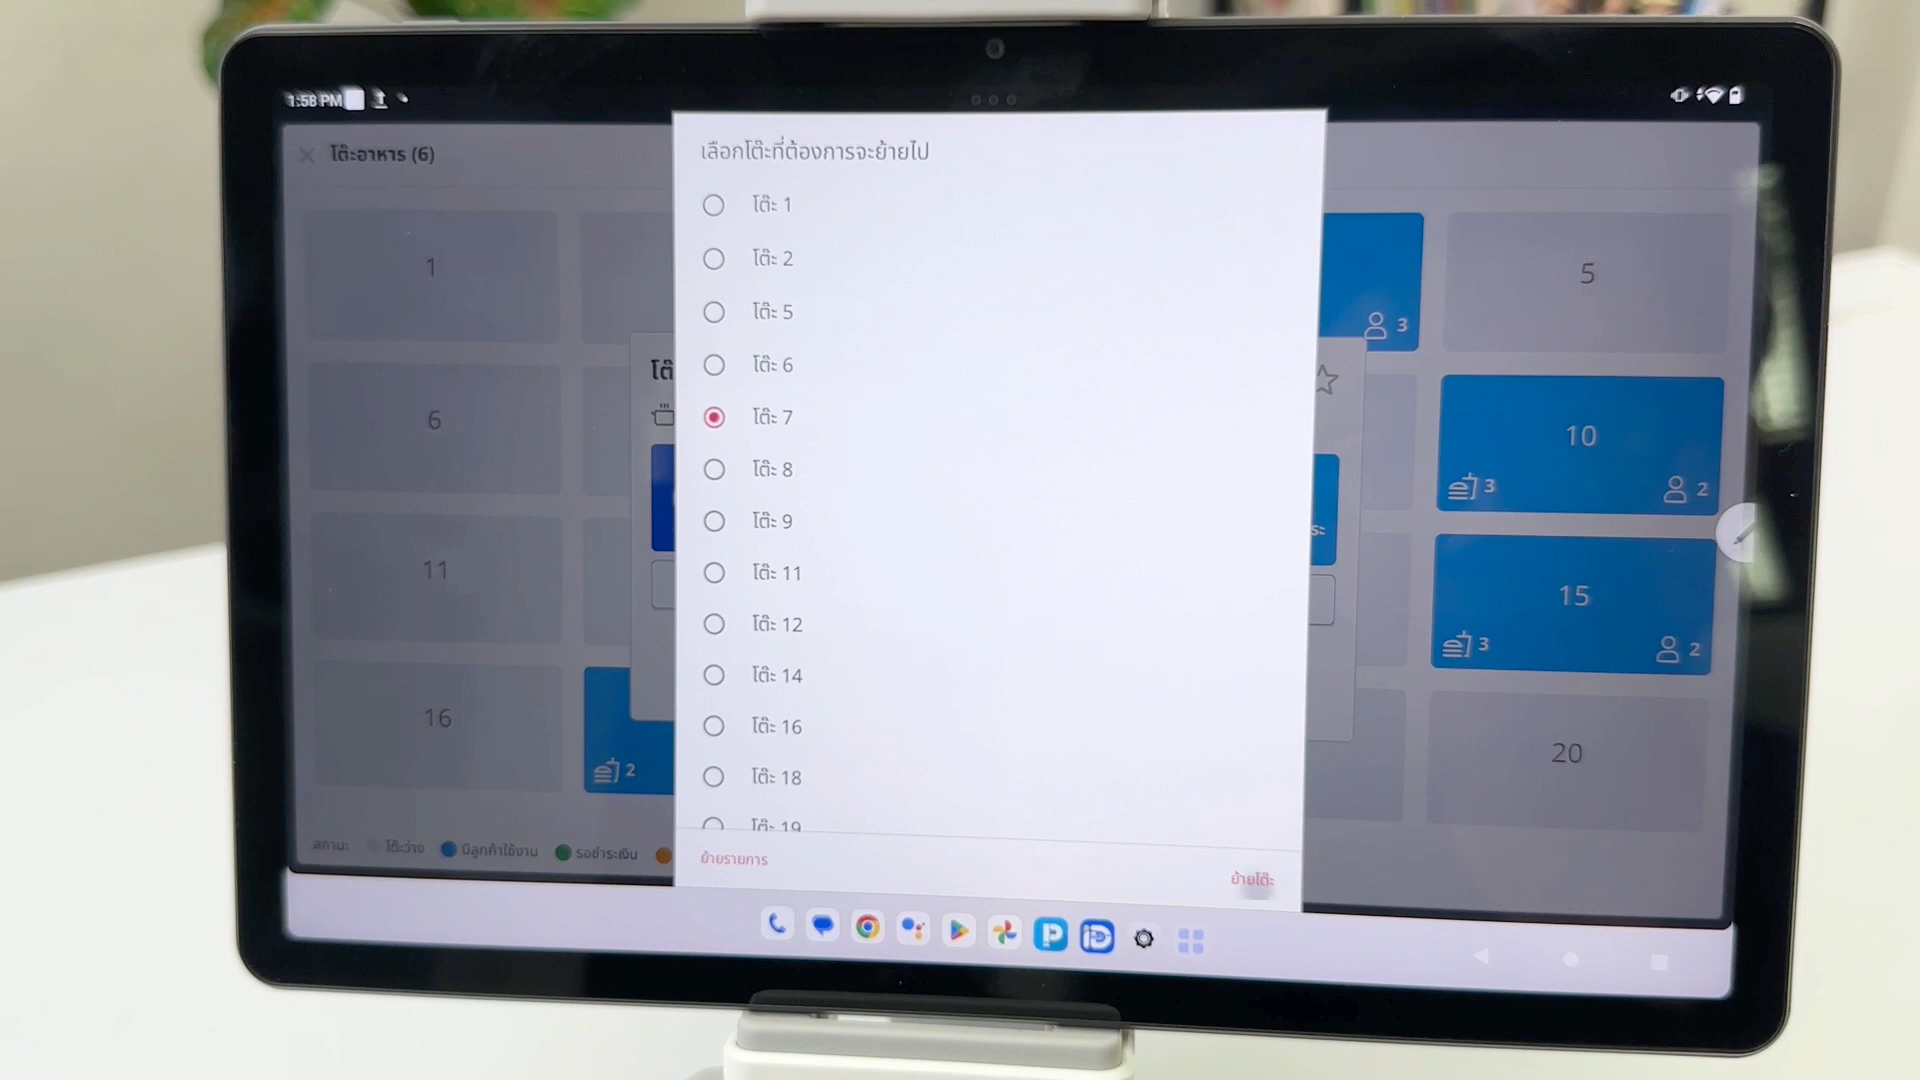 1:58 PM
โต๊ะอาหาร (6)
เลือกโต๊ะที่ต้องการจะย้ายไป
โต๊ะ 1
โต๊ะ 2
โต๊ะ 5
โต๊ะ 6
โต๊ะ 7
โต๊ะ 8
โต๊ะ 9
โต๊ะ 11
โต๊ะ 12
โต๊ะ 14
โต๊ะ 16
โต๊ะ 18
โต๊ะ 19
ย้ายรายการ
ย้ายโต๊ะ
1
3
5
6
10
3
2
11
15
3
2
16
2
20
สถานะ
โต๊ะว่าง
มีลูกค้าใช้งาน
รอชำระเงิน